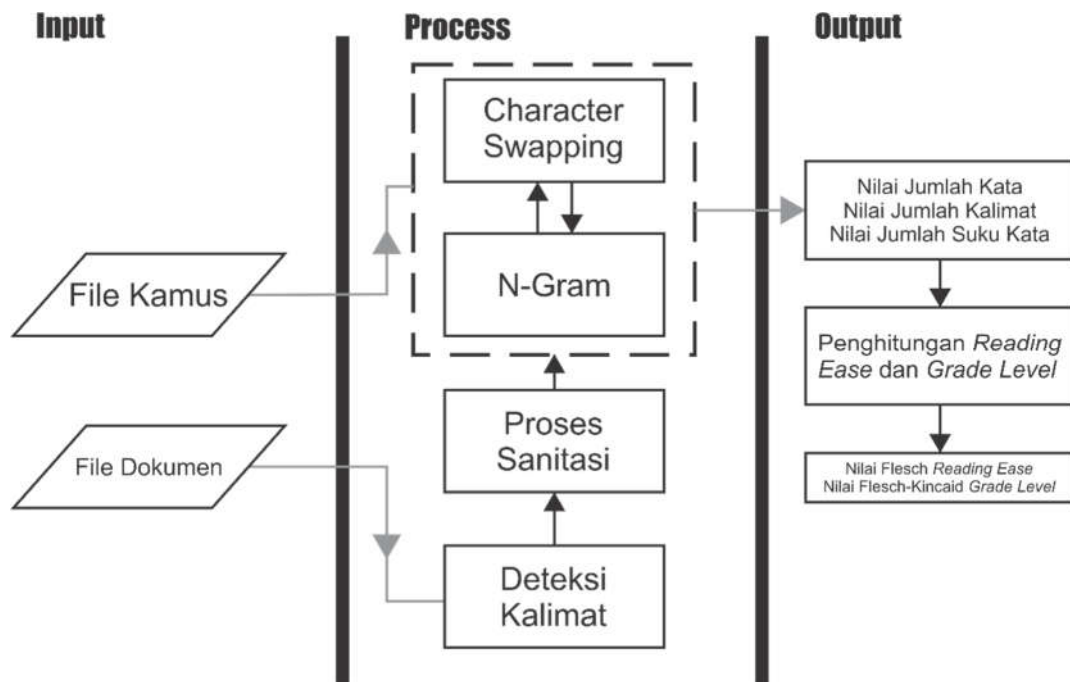 Input
Process
Output
File Kamus
File Dokumen
Character
Swapping
N-Gram
Proses
Sanitasi
Deteksi
Kalimat
Nilai Jumlah Kata
Nilai Jumlah Kalimat
Nilai Jumlah Suku Kata
Penghitungan Reading
Ease dan Grade Level
Nilai Flesch Reading Ease
Nilai Flesch-Kincaid Grade Level